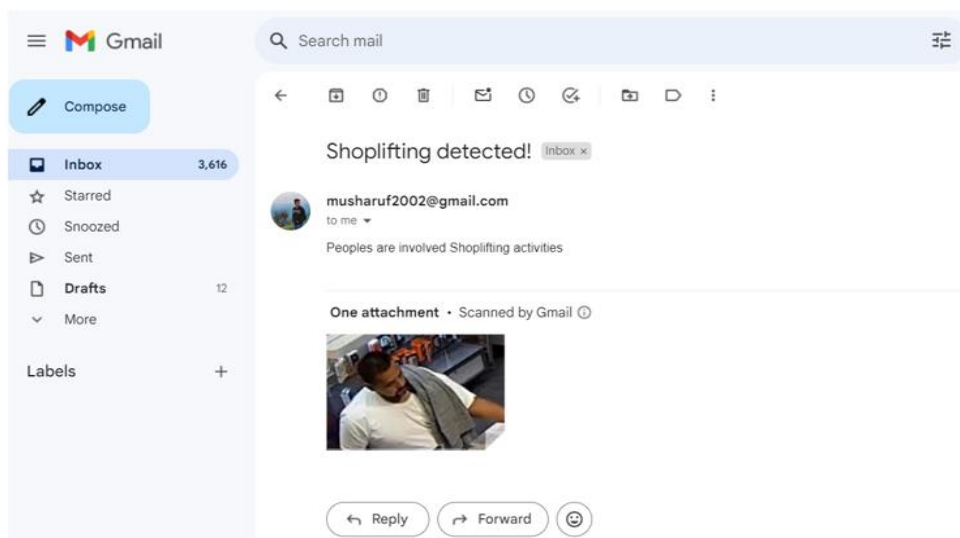 Gmail
Search mail
Compose
Inbox 3,616
Starred
Snoozed
Sent
Drafts 12
More
Labels
Shoplifting detected! Inbox ×
musharuf2002@gmail.com
to me
Peoples are involved Shoplifting activities
One attachment • Scanned by Gmail
Reply Forward